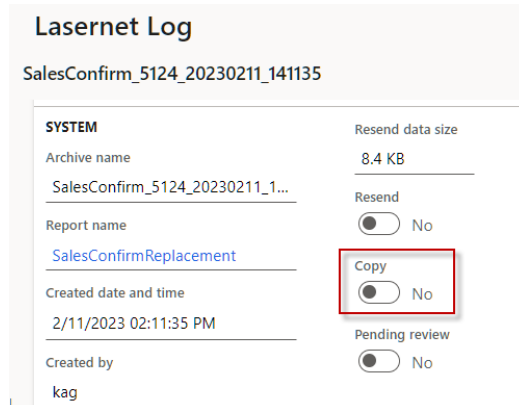 Lasernet Log
SalesConfirm_5124_20230211_141135
SYSTEM
Archive name
SalesConfirm_5124_20230211_1...
Report name
SalesConfirmReplacement
Created date and time
2/11/2023 02:11:35 PM
Created by
kag
Resend data size
8.4 KB
Resend
No
Copy
No
Pending review
No